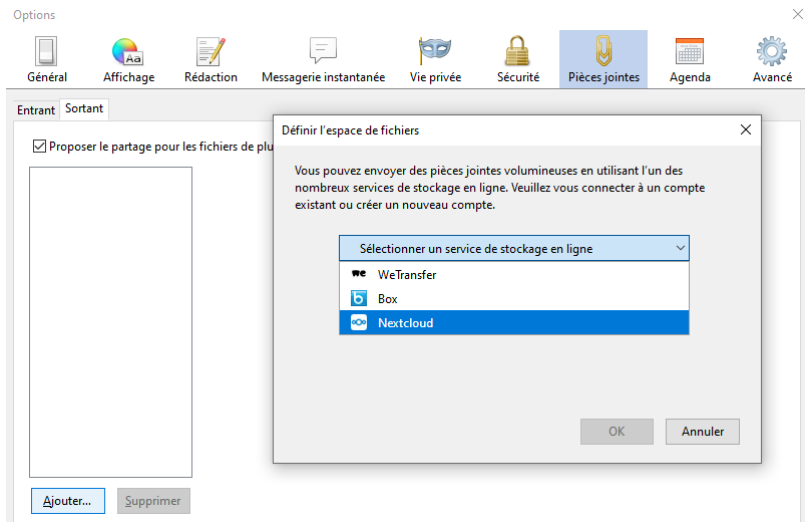 Options
Général Affichage Rédaction Messagerie instantanée Vie privée Sécurité Pièces jointes Agenda Avancé
Entrant Sortant
Proposer le partage pour les fichiers de plu
Définir l'espace de fichiers
Vous pouvez envoyer des pièces jointes volumineuses en utilisant l'un des
nombreux services de stockage en ligne. Veuillez vous connecter à un compte
existant ou créer un nouveau compte.
Sélectionner un service de stockage en ligne
we WeTransfer
Box
Nextcloud
OK Annuler
Ajouter... Supprimer